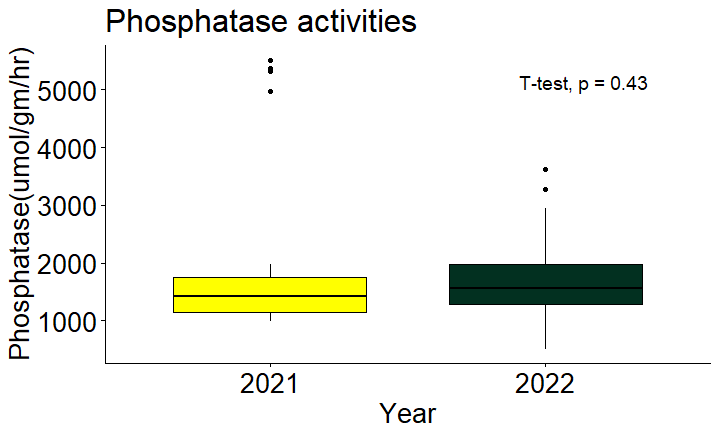 Phosphatase activities
Phosphatase(umol/gm/hr)
5000
4000
3000
2000
1000
T-test, p = 0.43
2021
2022
Year